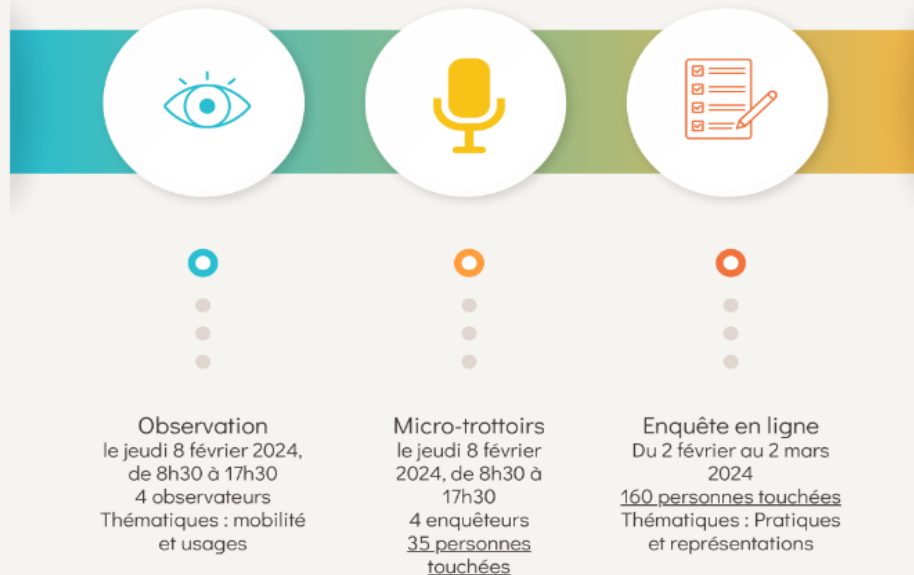 Observation
le jeudi 8 février 2024,
de 8h30 à 17h30
4 observateurs
Thématiques : mobilité
et usages
Micro-trottoirs
le jeudi 8 février
2024, de 8h30 à
17h30
4 enquêteurs
35 personnes
touchées
Enquête en ligne
Du 2 février au 2 mars
2024
160 personnes touchées
Thématiques : Pratiques
et représentations